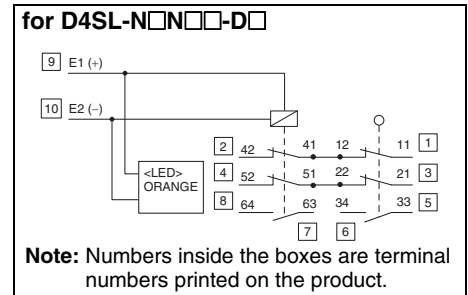 for D4SL-N□N□□-D□
9 E1 (+)
10 E2 (−)
<LED>
ORANGE
2 42 41 12 11 1
4 52 51 22 21 3
8 64 63 34 33 5
7 6
Note: Numbers inside the boxes are terminal
numbers printed on the product.